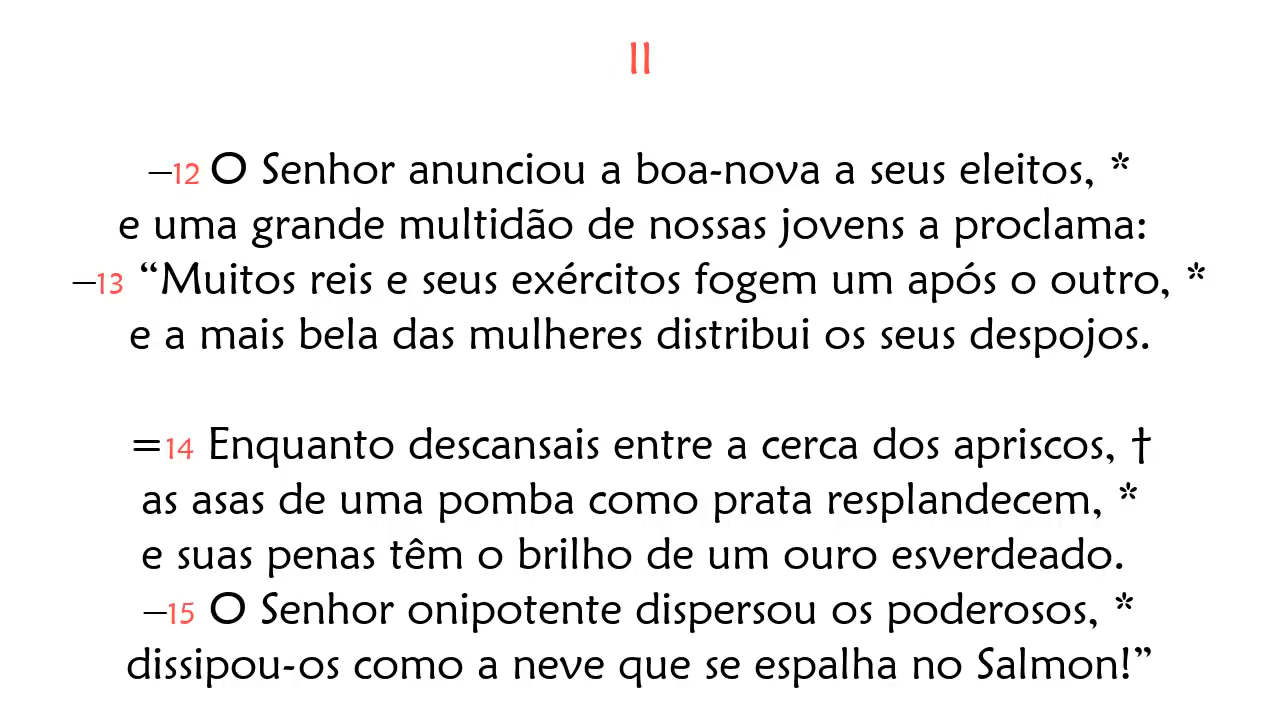 II
–12 O Senhor anunciou a boa-nova a seus eleitos, *
e uma grande multidão de nossas jovens a proclama:
–13 “Muitos reis e seus exércitos fogem um após o outro, *
e a mais bela das mulheres distribui os seus despojos.
=14 Enquanto descansais entre a cerca dos apriscos, †
as asas de uma pomba como prata resplandecem, *
e suas penas têm o brilho de um ouro esverdeado.
–15 O Senhor onipotente dispersou os poderosos, *
dissipou-os como a neve que se espalha no Salmon!”